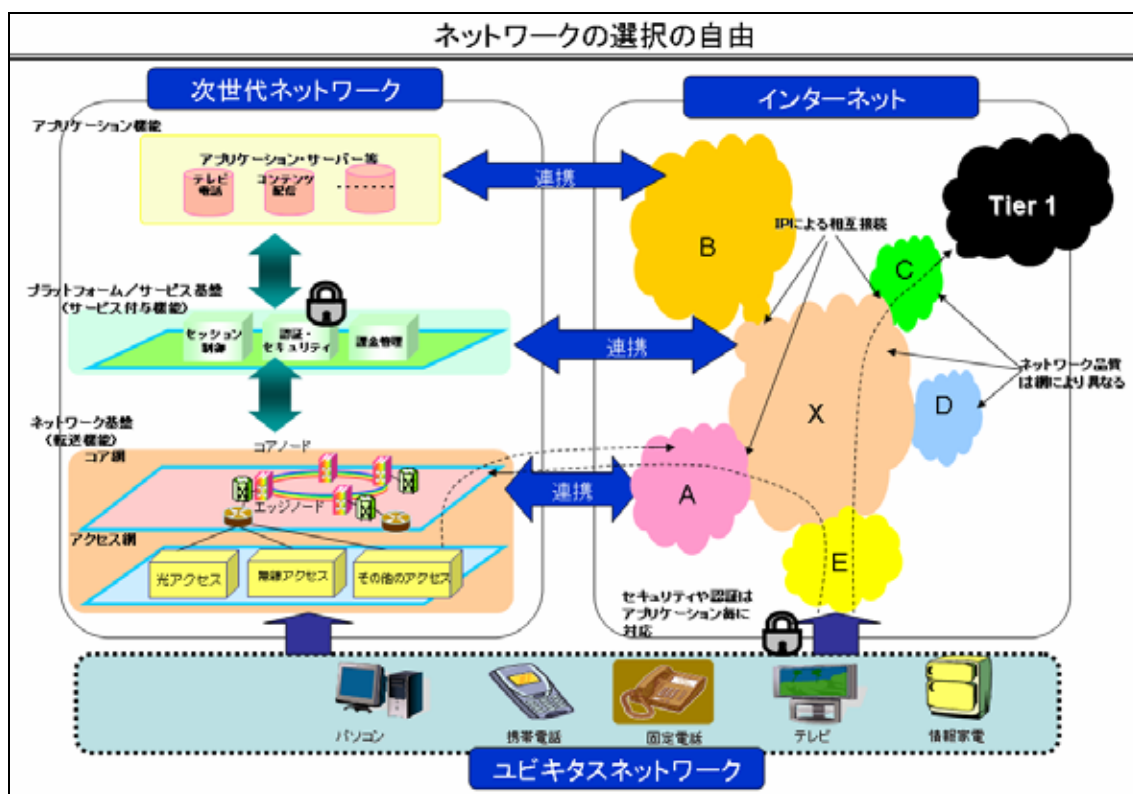 ネットワークの選択の自由
次世代ネットワーク
インターネット
アプリケーション機能
アプリケーション・サーバー等
テレビ
電話
コンテンツ
配信
………
連携
B
IPによる相互接続
Tier 1
C
プラットフォーム／サービス基盤
（サービス付与機能）
セッション
制御
認証・
セキュリティ
課金管理
連携
X
D
ネットワーク品質
は網により異なる
ネットワーク基盤
（転送機能）
コア網
コアノード
エッジノード
連携
A
アクセス網
光アクセス
無線アクセス
その他のアクセス
E
セキュリティや認証は
アプリケーション毎に
対応
パソコン
携帯電話
固定電話
テレビ
情報家電
ユビキタスネットワーク